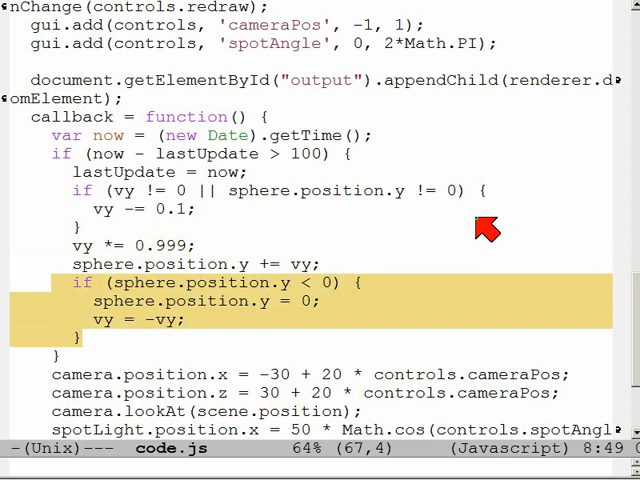 nChange(controls.redraw);
gui.add(controls, 'cameraPos', -1, 1);
gui.add(controls, 'spotAngle', 0, 2*Math.PI);
document.getElementById("output").appendChild(renderer.d
omElement);
callback = function() {
var now = (new Date).getTime();
if (now - lastUpdate > 100) {
lastUpdate = now;
if (vy != 0 || sphere.position.y != 0) {
vy -= 0.1;
}
vy *= 0.999;
sphere.position.y += vy;
if (sphere.position.y < 0) {
sphere.position.y = 0;
vy = -vy;
}
}
camera.position.x = -30 + 20 * controls.cameraPos;
camera.position.z = 30 + 20 * controls.cameraPos;
camera.lookAt(scene.position);
spotLight.position.x = 50 * Math.cos(controls.spotAngl
-(Unix)--- code.js 64% (67,4) (Javascript) 8:49 0